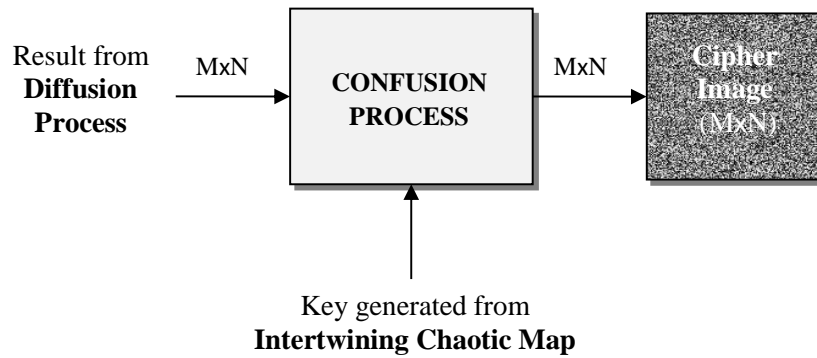 Result from
Diffusion
Process
MxN
CONFUSION
PROCESS
MxN
Cipher
Image
(MxN)
Key generated from
Intertwining Chaotic Map